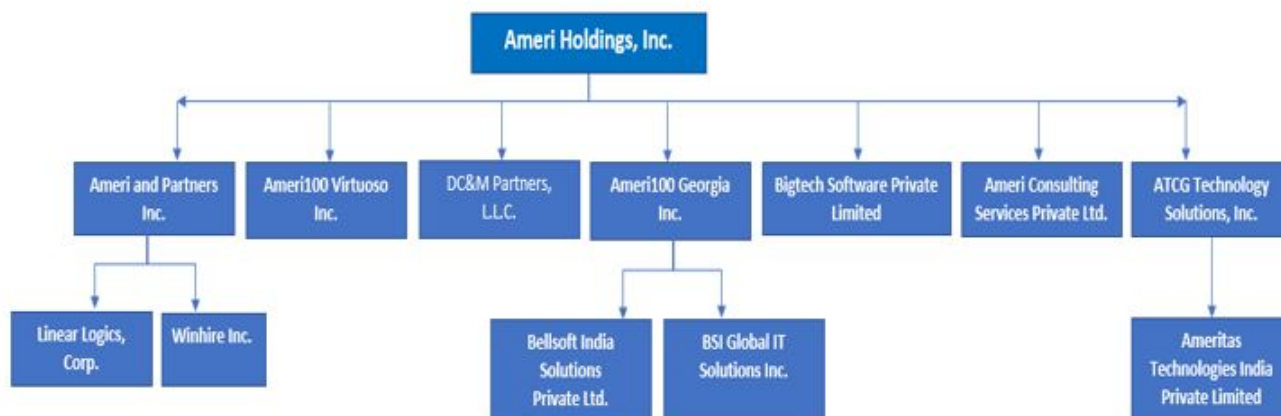 Ameri Holdings, Inc.
Ameri and Partners
Inc.
Ameri100 Virtuoso
Inc.
DC&M Partners,
L.L.C.
Ameri100 Georgia
Inc.
Bigtech Software Private
Limited
Ameri Consulting
Services Private Ltd.
ATCG Technology
Solutions, Inc.
Linear Logics,
Corp.
Winhire Inc.
Bellsoft India
Solutions
Private Ltd.
BSI Global IT
Solutions Inc.
Ameritas
Technologies India
Private Limited